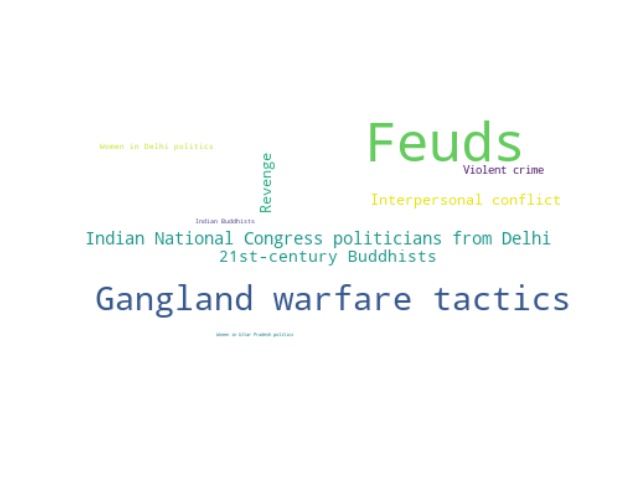 Feuds
Women in Delhi politics
Revenge
Violent crime
Interpersonal conflict
Indian Buddhists
Indian National Congress politicians from Delhi
21st-century Buddhists
Gangland warfare tactics
Women in Uttar Pradesh politics